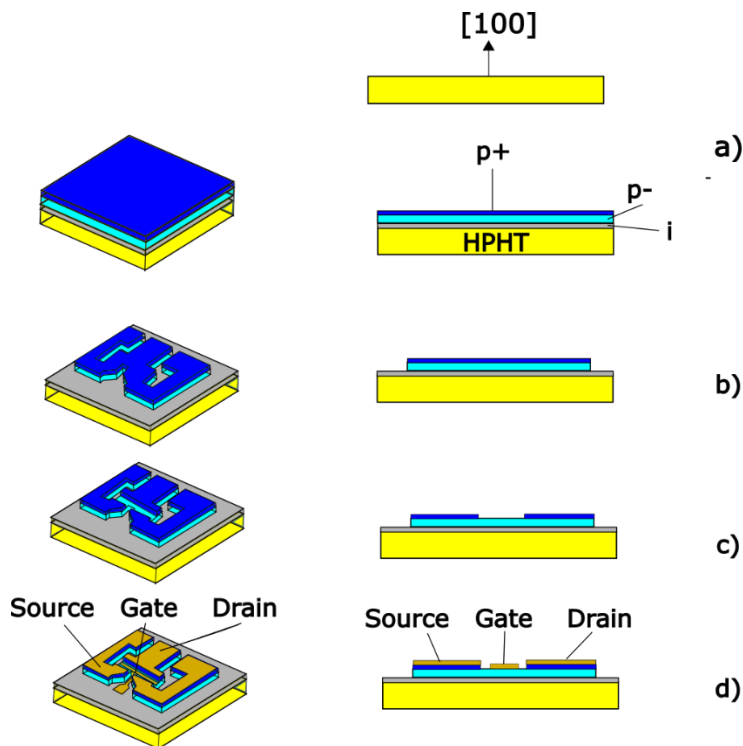 [100]
a)
p+
p-
-
i
HPHT
b)
c)
Source Gate Drain
Source Gate Drain
d)